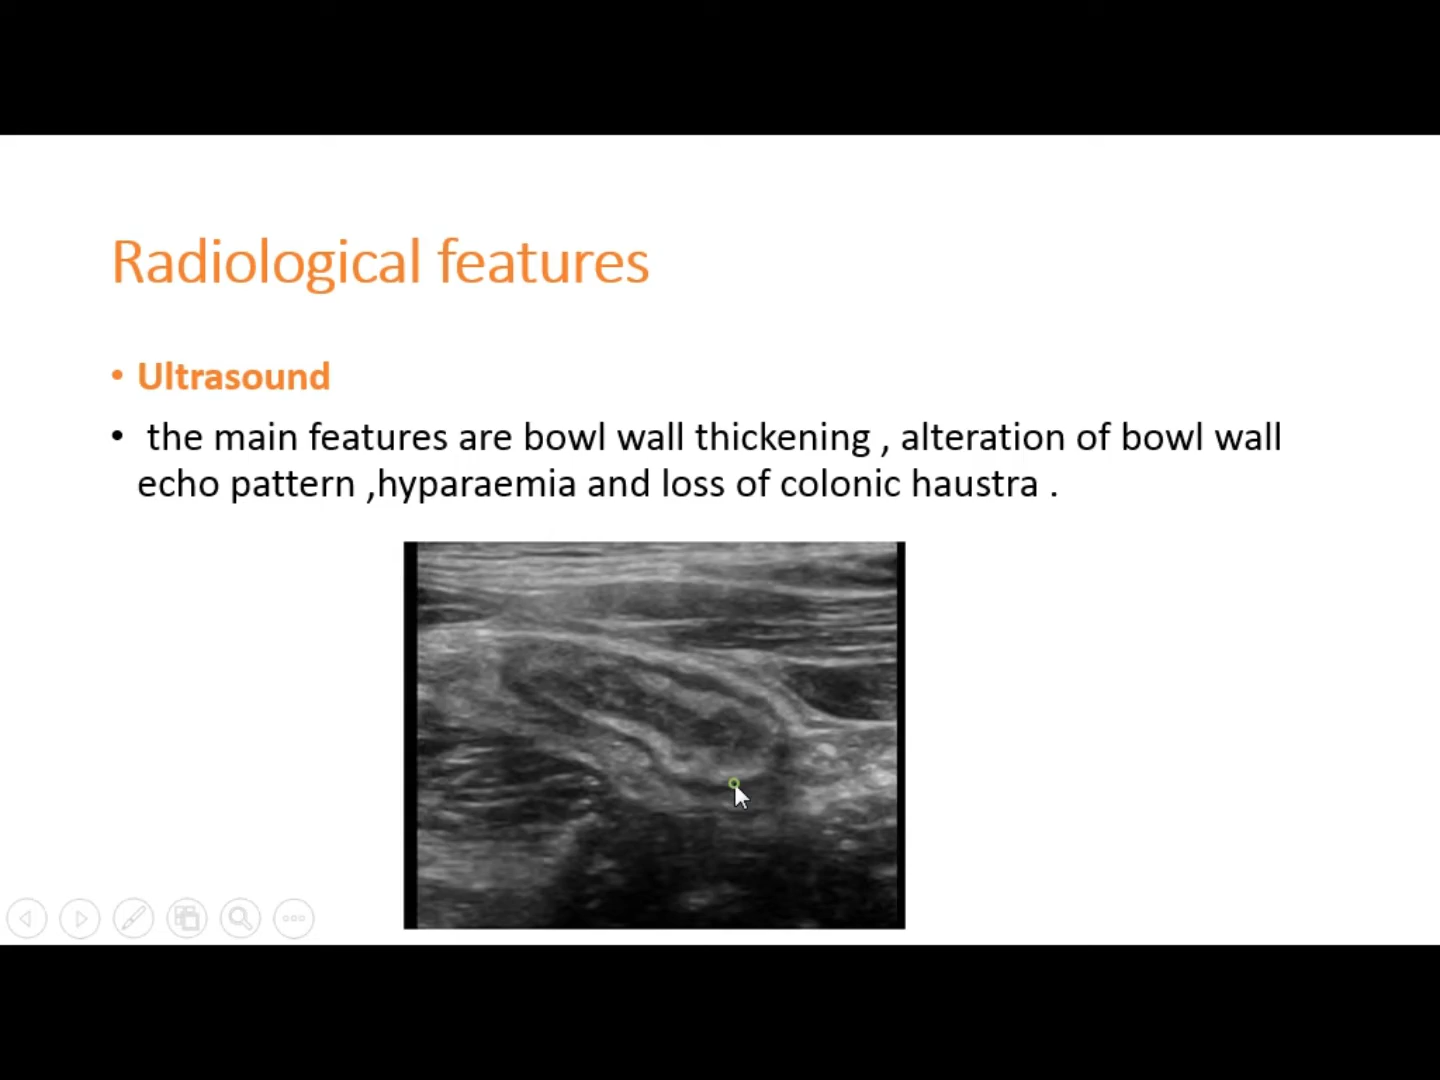 Radiological features
• Ultrasound
• the main features are bowl wall thickening , alteration of bowl wall
echo pattern ,hyparaemia and loss of colonic haustra .